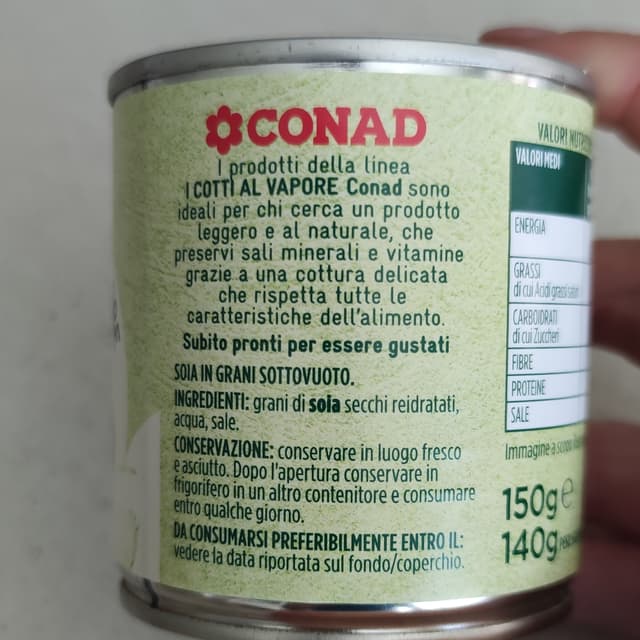 CONAD
I prodotti della linea
I COTTI AL VAPORE Conad sono
ideali per chi cerca un prodotto
leggero e al naturale, che
preservi sali minerali e vitamine
grazie a una cottura delicata
che rispetta tutte le
caratteristiche dell'alimento.
Subito pronti per essere gustati
SOIA IN GRANI SOTTOVUOTO.
INGREDIENTI: grani di soia secchi reidratati,
acqua, sale.
CONSERVAZIONE: conservare in luogo fresco
e asciutto. Dopo l'apertura conservare in
frigorifero in un altro contenitore e consumare
entro qualche giorno.
DA CONSUMARSI PREFERIBILMENTE ENTRO IL:
vedere la data riportata sul fondo/coperchio.
VALORI
VALORI MEDI
ENERGIA
GRASSI
di cui Acidi grassi saturi
CARBOIDRATI
di cui Zuccheri
FIBRE
PROTEINE
SALE
Immagine a scopo
150g e
140g